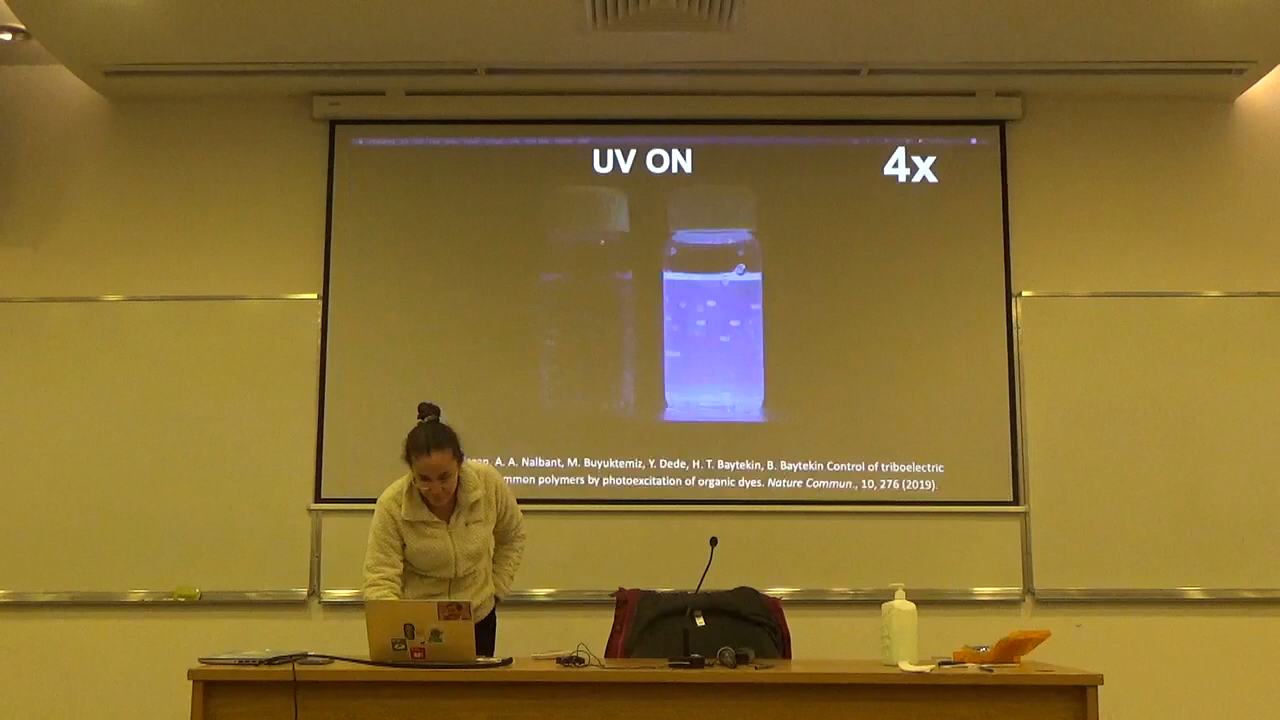 UV ON
4x
A. A. Nalbant, M. Buyuktemiz, Y. Dede, H. T. Baytekin, B. Baytekin Control of triboelectric
mmon polymers by photoexcitation of organic dyes. Nature Commun., 10, 276 (2019).